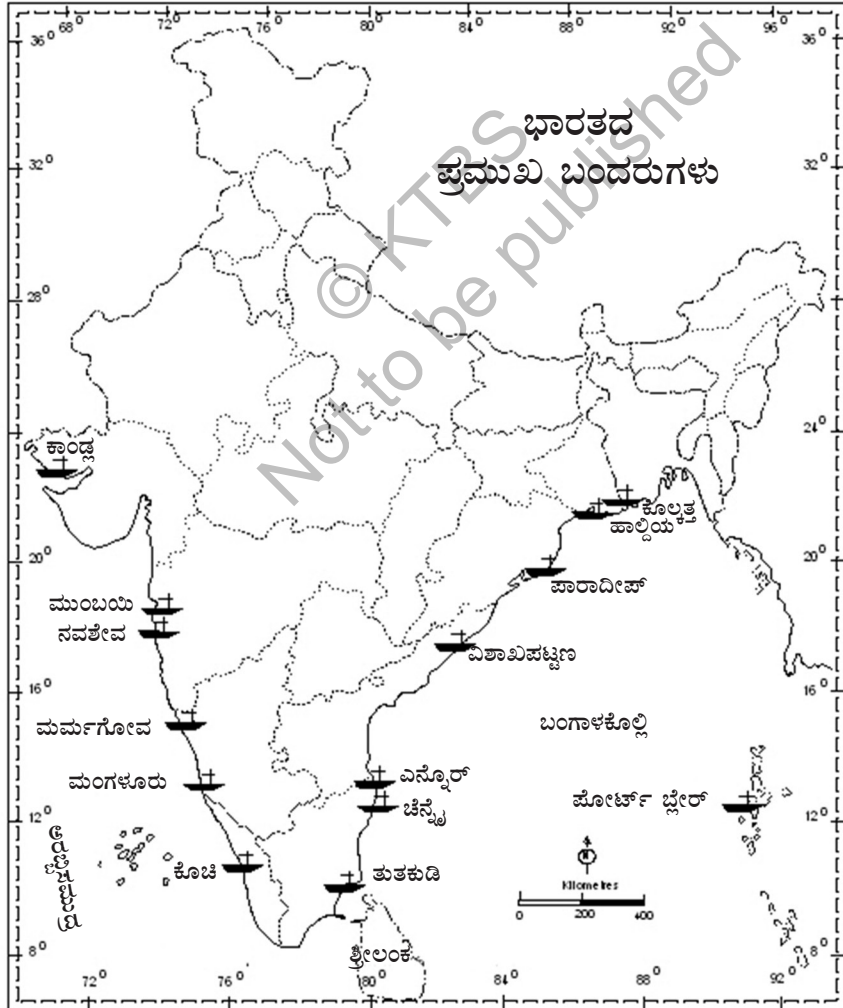 68° 72° 76° 80° 84° 88° 92° 96°
36° 36°
ಭಾರತದ
ಪ್ರಮುಖ ಬಂದರುಗಳು
© KTBS
Not to be published
32° 32°
28° 28°
24° 24°
ಕಾಂಡ್ಲ
ಕೊಲ್ಕತ್ತ
ಹಾಲ್ದಿಯ
20° 20°
ಪಾರಾದೀಪ್
ಮುಂಬಯಿ
ನವಶೇವ
ವಿಶಾಖಪಟ್ಟಣ
16° 16°
ಮರ್ಮಗೋವ
ಬಂಗಾಳಕೊಲ್ಲಿ
ಮಂಗಳೂರು
ಎನ್ನೊರ್
ಚೆನ್ನೈ
ಪೋರ್ಟ್ ಬ್ಲೇರ್
12° 12°
ಅರಬ್ಬಿಸಮುದ್ರ
ಕೊಚಿ
ತುತಕುಡಿ
N
Kilometres
0 200 400
ಶ್ರೀಲಂಕ
8° 8°
72° 76° 80° 84° 88° 92°